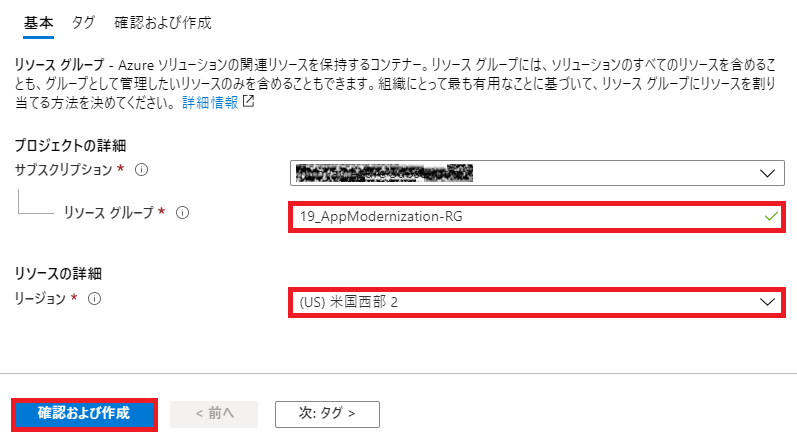 基本 タグ 確認および作成
リソース グループ - Azure ソリューションの関連リソースを保持するコンテナー。リソース グループには、ソリューションのすべてのリソースを含めるこ
とも、グループとして管理したいリソースのみを含めることもできます。組織にとって最も有用なことに基づいて、リソース グループにリソースを割り
当てる方法を決めてください。 詳細情報
プロジェクトの詳細
サブスクリプション *
リソース グループ * 19_AppModernization-RG
リソースの詳細
リージョン * (US) 米国西部 2
確認および作成 < 前へ 次: タグ >